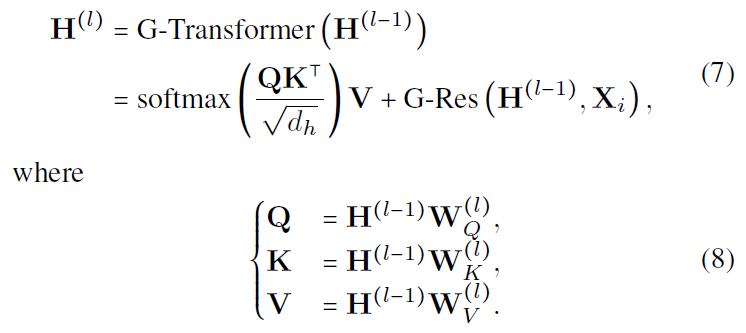 H^(l) = G-Transformer(H^(l−1))
= softmax(QK^⊤ / √d_h) V + G-Res(H^(l−1), X_i), (7)
where
{Q = H^(l−1) W_Q^(l),
K = H^(l−1) W_K^(l), (8)
V = H^(l−1) W_V^(l).